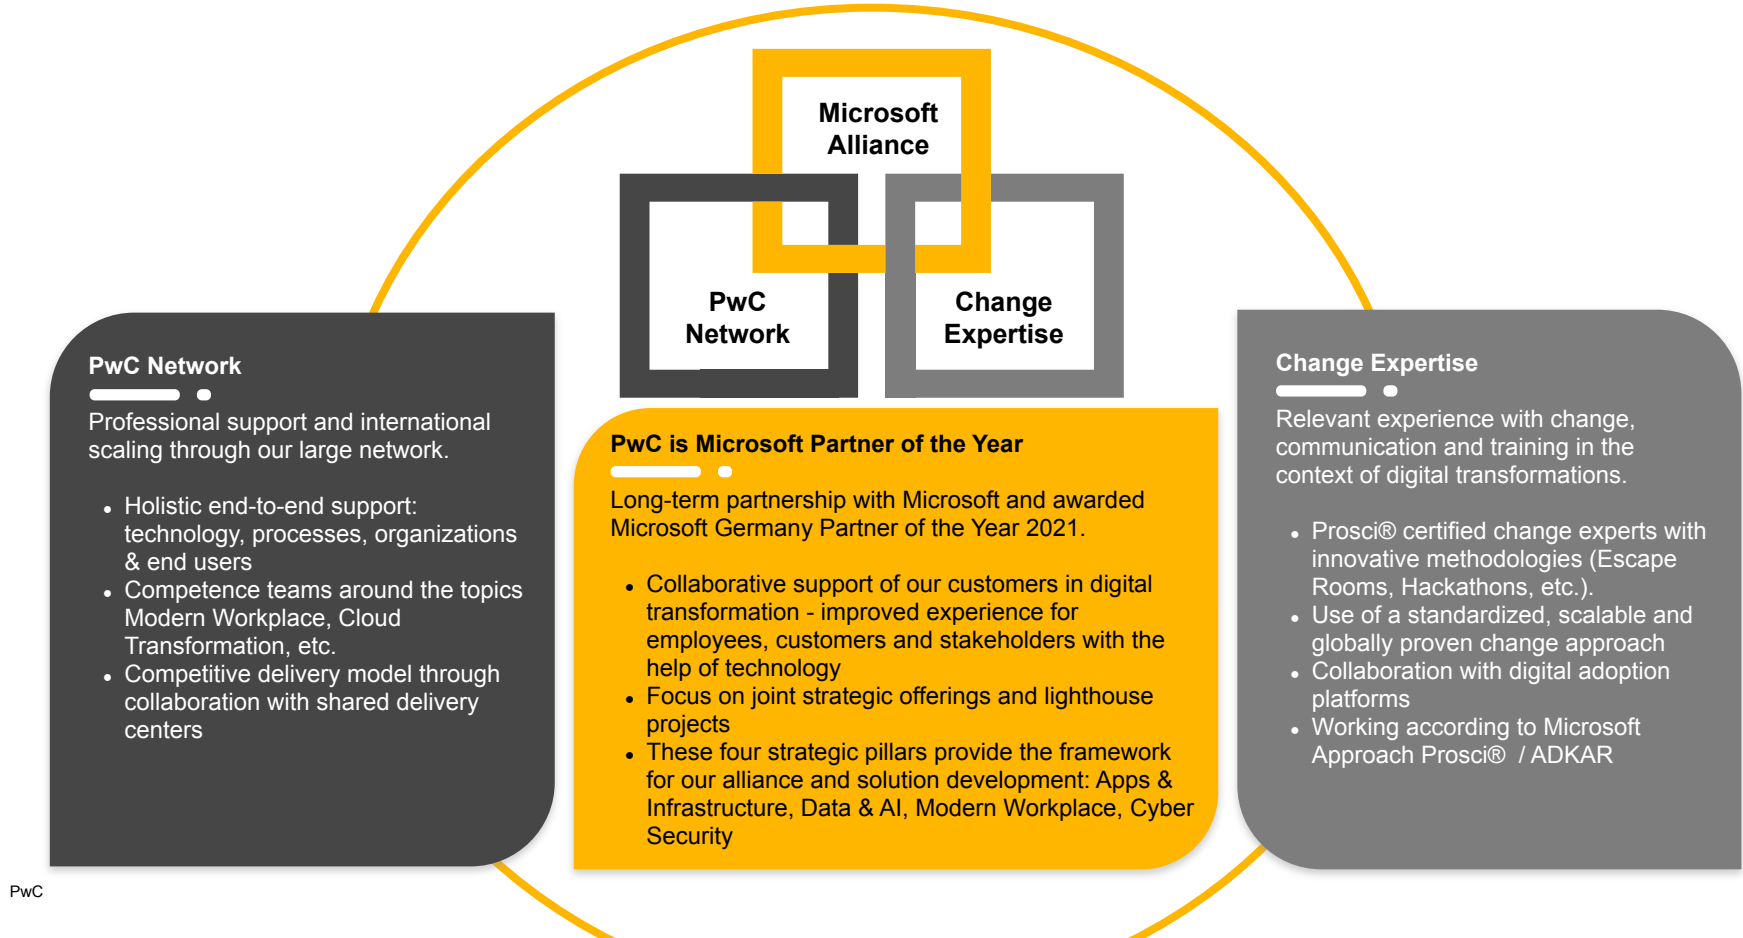 Microsoft
Alliance
PwC
Network
Change
Expertise
PwC Network
Professional support and international
scaling through our large network.
• Holistic end-to-end support:
technology, processes, organizations
& end users
• Competence teams around the topics
Modern Workplace, Cloud
Transformation, etc.
• Competitive delivery model through
collaboration with shared delivery
centers
PwC is Microsoft Partner of the Year
Long-term partnership with Microsoft and awarded
Microsoft Germany Partner of the Year 2021.
• Collaborative support of our customers in digital
transformation - improved experience for
employees, customers and stakeholders with the
help of technology
• Focus on joint strategic offerings and lighthouse
projects
• These four strategic pillars provide the framework
for our alliance and solution development: Apps &
Infrastructure, Data & AI, Modern Workplace, Cyber
Security
Change Expertise
Relevant experience with change,
communication and training in the
context of digital transformations.
• Prosci® certified change experts with
innovative methodologies (Escape
Rooms, Hackathons, etc.).
• Use of a standardized, scalable and
globally proven change approach
• Collaboration with digital adoption
platforms
• Working according to Microsoft
Approach Prosci® / ADKAR
PwC